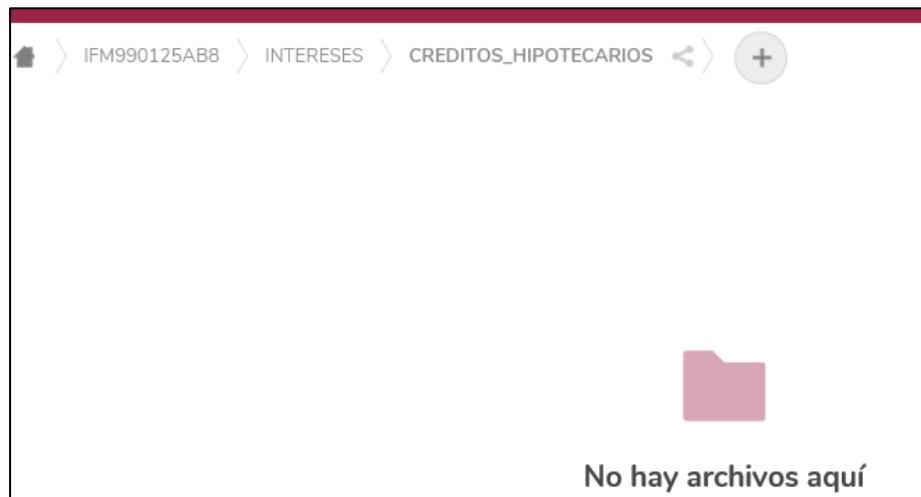 IFM990125AB8 INTERESES CREDITOS_HIPOTECARIOS +
No hay archivos aquí